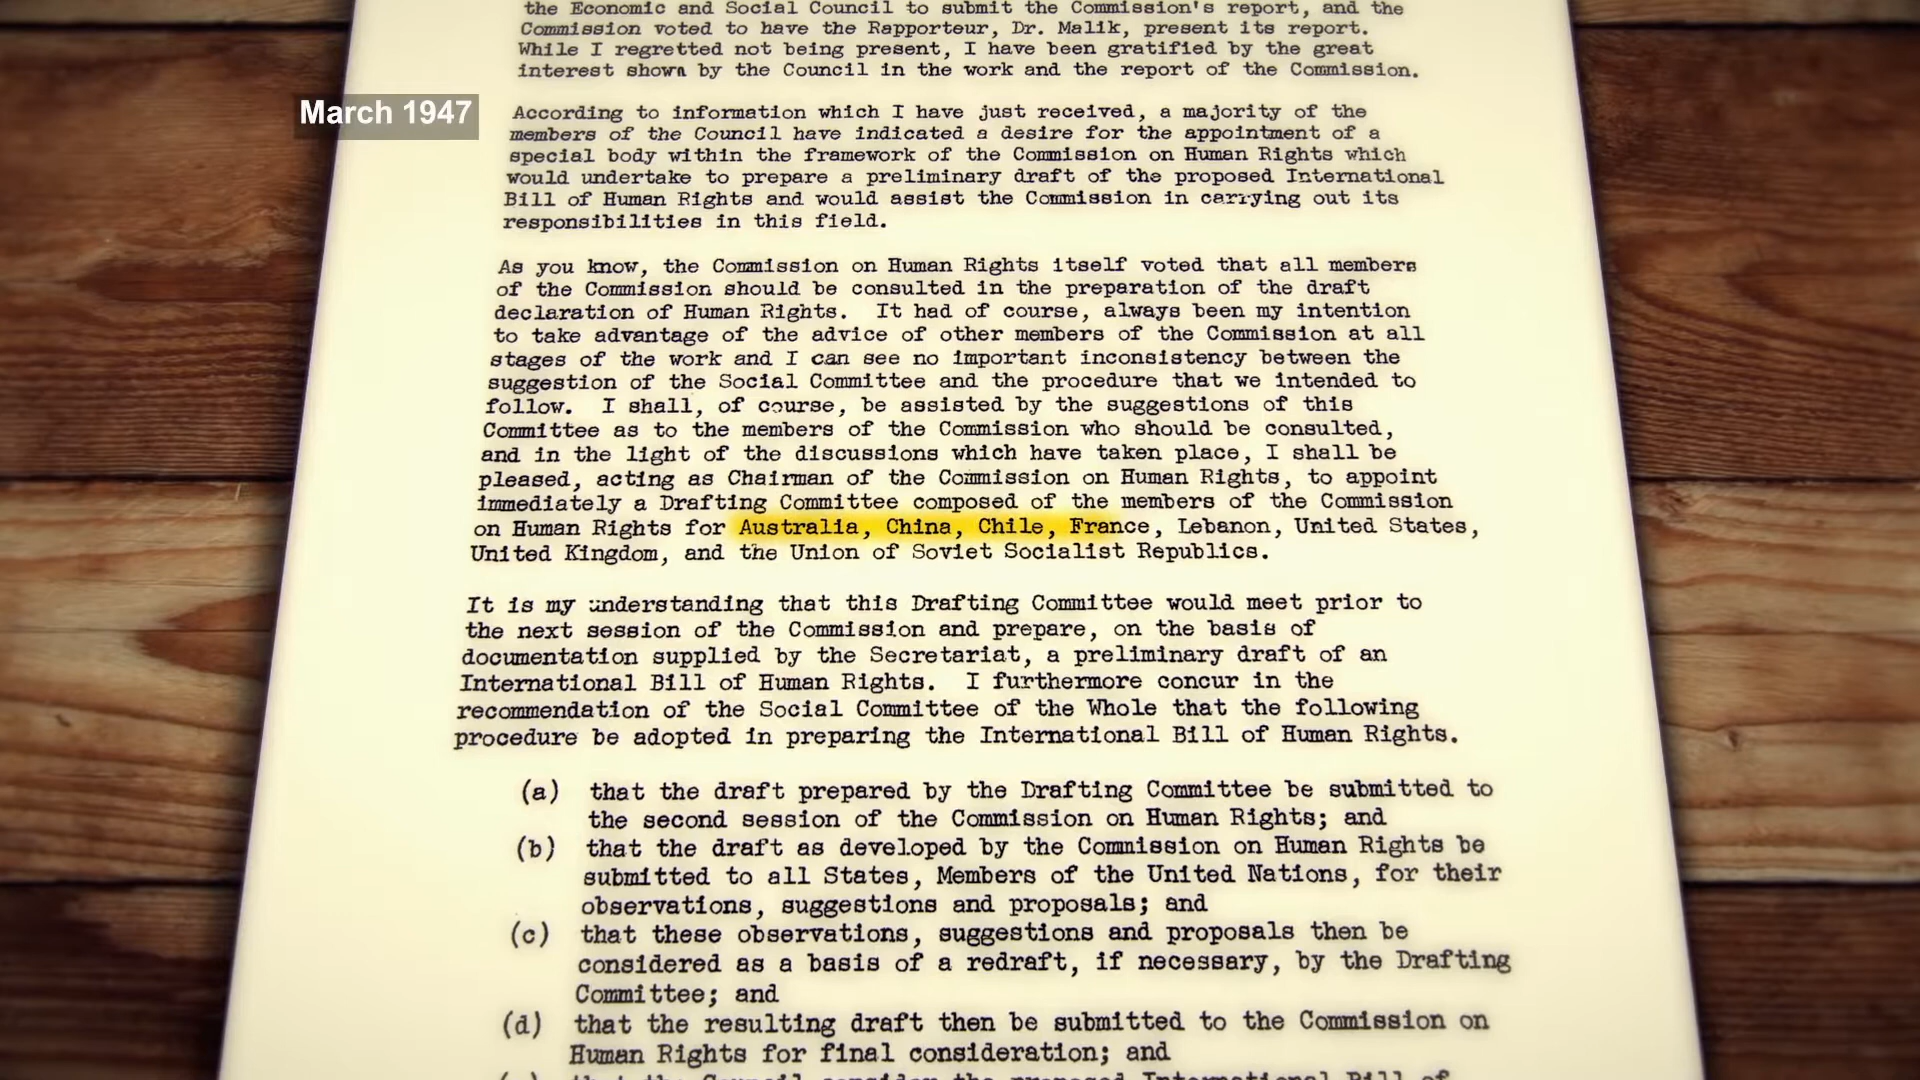 the Economic and Social Council to submit the Commission's report, and the
Commission voted to have the Rapporteur, Dr. Malik, present its report.
While I regretted not being present, I have been gratified by the great
interest shown by the Council in the work and the report of the Commission.
March 1947
According to information which I have just received, a majority of the
members of the Council have indicated a desire for the appointment of a
special body within the framework of the Commission on Human Rights which
would undertake to prepare a preliminary draft of the proposed International
Bill of Human Rights and would assist the Commission in carrying out its
responsibilities in this field.
As you know, the Commission on Human Rights itself voted that all members
of the Commission should be consulted in the preparation of the draft
declaration of Human Rights. It had of course, always been my intention
to take advantage of the advice of other members of the Commission at all
stages of the work and I can see no important inconsistency between the
suggestion of the Social Committee and the procedure that we intended to
follow. I shall, of course, be assisted by the suggestions of this
Committee as to the members of the Commission who should be consulted,
and in the light of the discussions which have taken place, I shall be
pleased, acting as Chairman of the Commission on Human Rights, to appoint
immediately a Drafting Committee composed of the members of the Commission
on Human Rights for Australia, China, Chile, France, Lebanon, United States,
United Kingdom, and the Union of Soviet Socialist Republics.
It is my understanding that this Drafting Committee would meet prior to
the next session of the Commission and prepare, on the basis of
documentation supplied by the Secretariat, a preliminary draft of an
International Bill of Human Rights. I furthermore concur in the
recommendation of the Social Committee of the Whole that the following
procedure be adopted in preparing the International Bill of Human Rights.
(a) that the draft prepared by the Drafting Committee be submitted to
the second session of the Commission on Human Rights; and
(b) that the draft as developed by the Commission on Human Rights be
submitted to all States, Members of the United Nations, for their
observations, suggestions and proposals; and
(c) that these observations, suggestions and proposals then be
considered as a basis of a redraft, if necessary, by the Drafting
Committee; and
(d) that the resulting draft then be submitted to the Commission on
Human Rights for final consideration; and
that the Council consider the proposed International Bill of